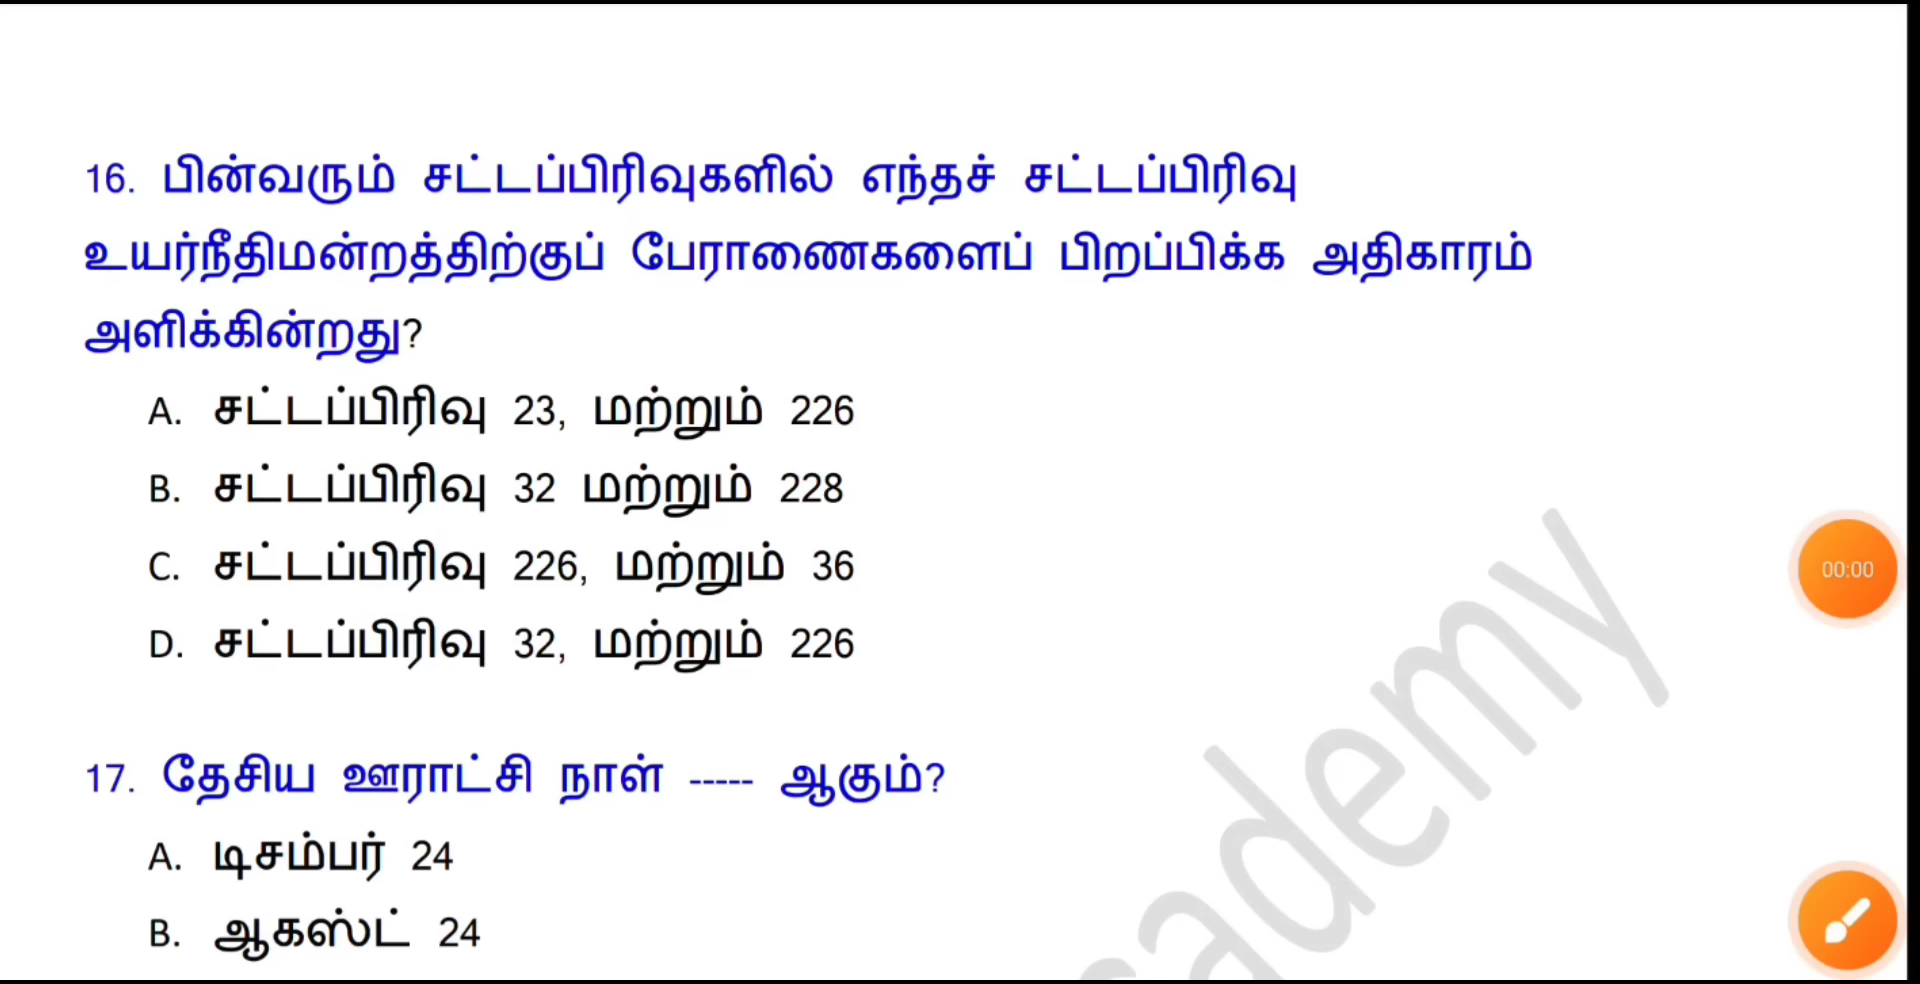 16. பின்வரும் சட்டப்பிரிவுகளில் எந்தச் சட்டப்பிரிவு
உயர்நீதிமன்றத்திற்குப் பேராணைகளைப் பிறப்பிக்க அதிகாரம்
அளிக்கின்றது?
A. சட்டப்பிரிவு 23, மற்றும் 226
B. சட்டப்பிரிவு 32 மற்றும் 228
C. சட்டப்பிரிவு 226, மற்றும் 36
D. சட்டப்பிரிவு 32, மற்றும் 226
00:00
17. தேசிய ஊராட்சி நாள் ----- ஆகும்?
A. டிசம்பர் 24
B. ஆகஸ்ட் 24